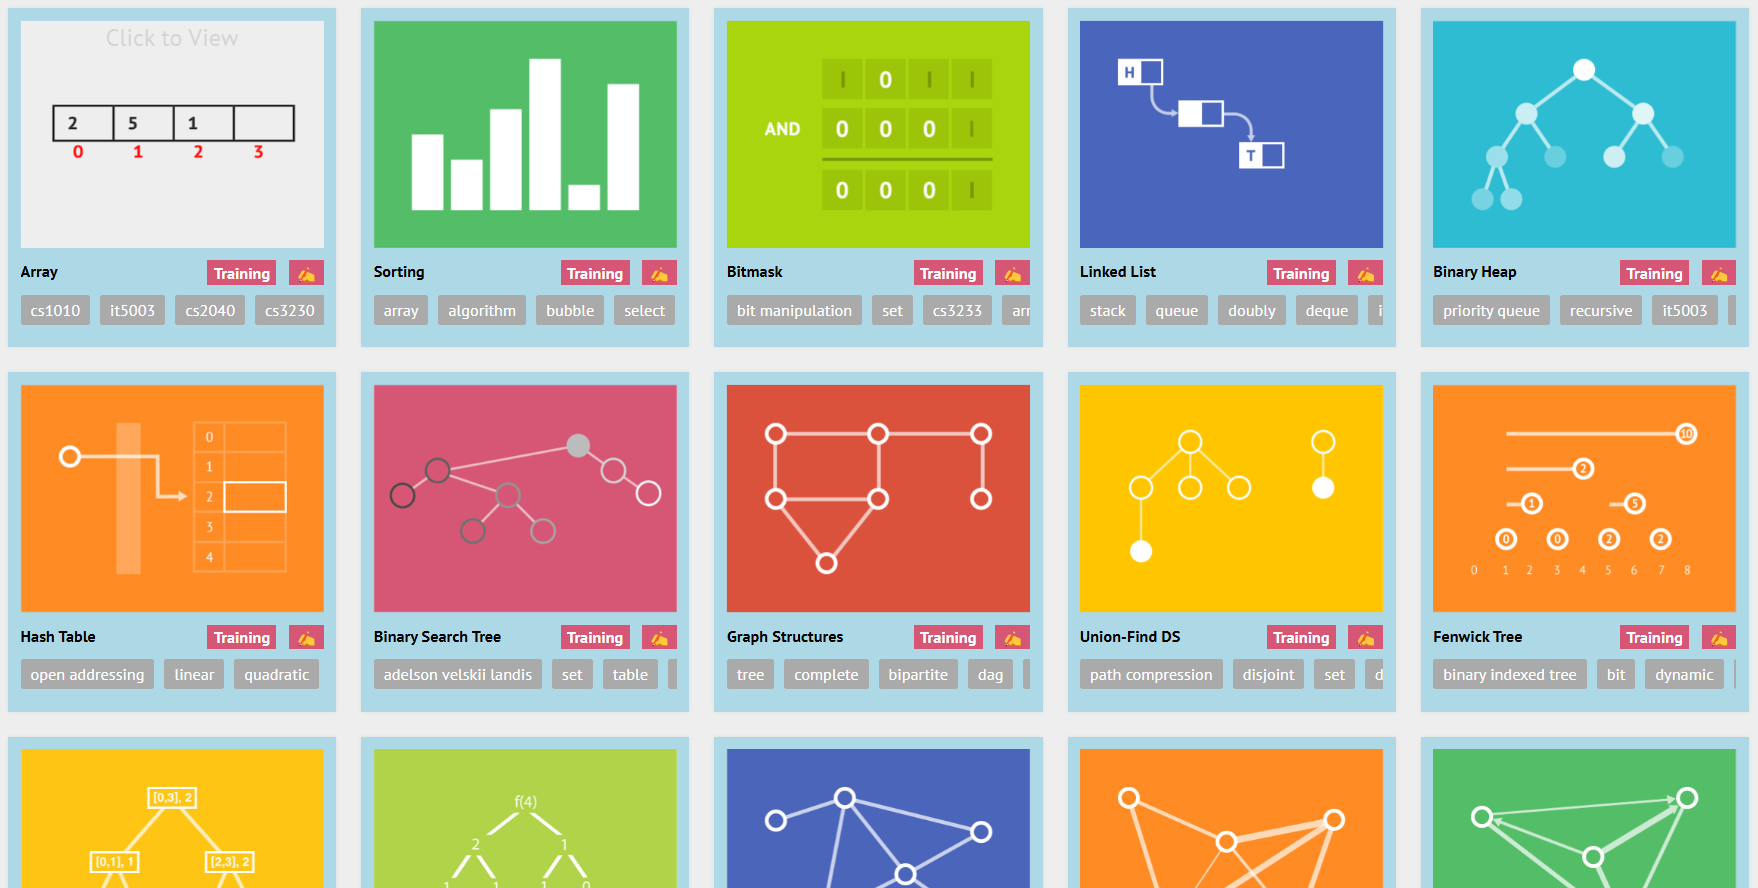 Click to View
2 5 1
0 1 2 3
Array Training
cs1010 it5003 cs2040 cs3230
Sorting Training
array algorithm bubble select
I 0 I I
AND 0 0 0 I
0 0 0 I
Bitmask Training
bit manipulation set cs3233 arr
H
T
Linked List Training
stack queue doubly deque i
Binary Heap Training
priority queue recursive it5003
0
1
2
3
4
Hash Table Training
open addressing linear quadratic
Binary Search Tree Training
adelson velskii landis set table
Graph Structures Training
tree complete bipartite dag
Union-Find DS Training
path compression disjoint set d
10
2
1 5
0 0 2 2
0 1 2 3 4 5 6 7 8
Fenwick Tree Training
binary indexed tree bit dynamic
[0,3], 2
[0,1], 1 [2,3], 2
f(4)
2 1
1 1 1 0